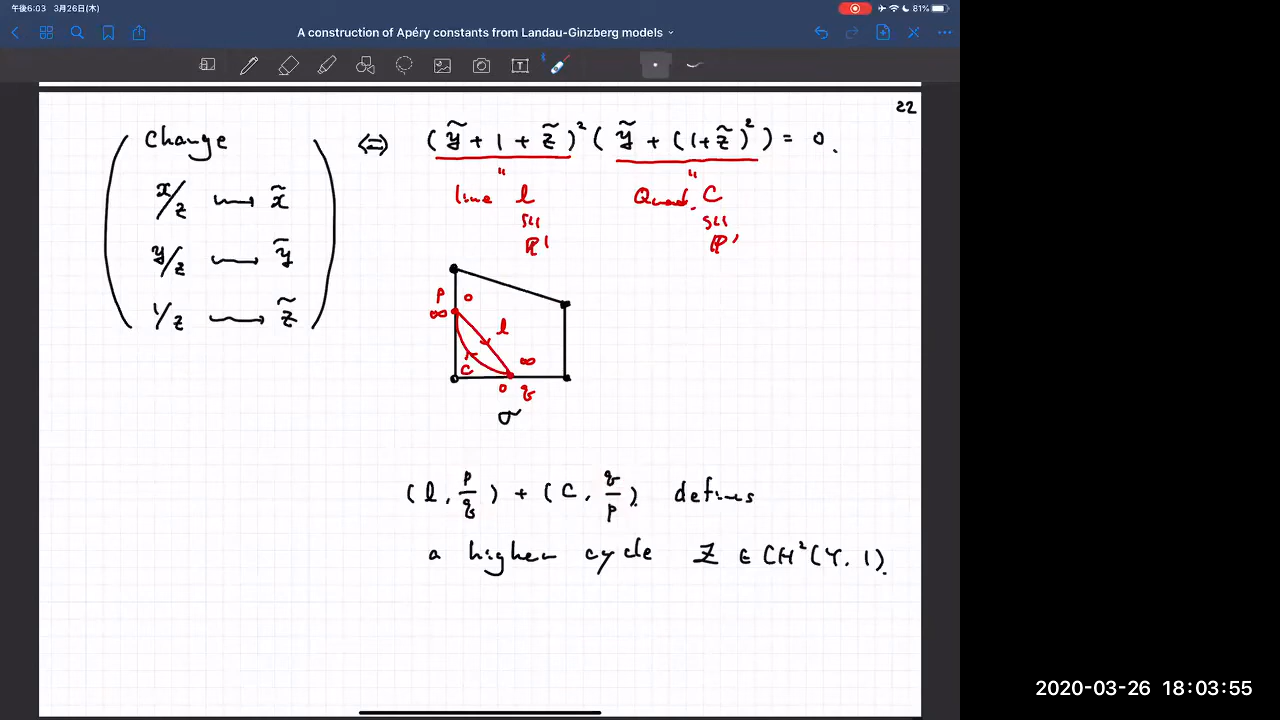 午後6:03 3月26日(木)
81%
A construction of Apéry constants from Landau-Ginzberg models
22
Change ⟺ (ỹ + 1 + z̃)² (ỹ + (1+z̃)²) = 0.
x/z ⟼ x̃
y/z ⟼ ỹ
1/z ⟼ z̃
line " l
≅
ℙ¹
Quad. " C
≅
ℙ¹
p 0
∞
l
C ∞
0 q
σ
(l, p/q) + (C, q/p) defines
a higher cycle Z ∈ CH²(Y, 1).
2020-03-26 18:03:55